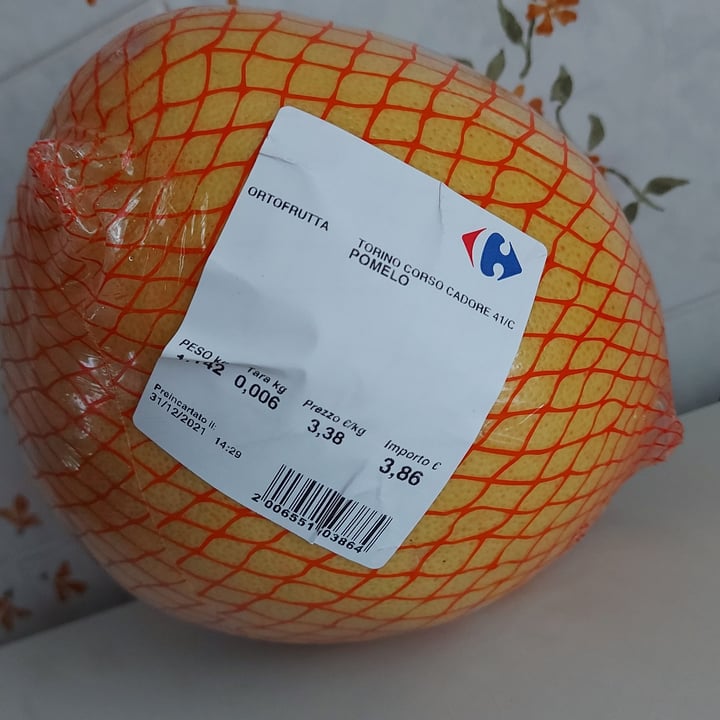 ORTOFRUTTA
TORINO CORSO CADORE 41/C
POMELO
PESO kg Tara kg Prezzo €/kg Importo €
0,006 3,38 3,86
Preincartato il:
31/12/2021 14:29
2 006551 103864